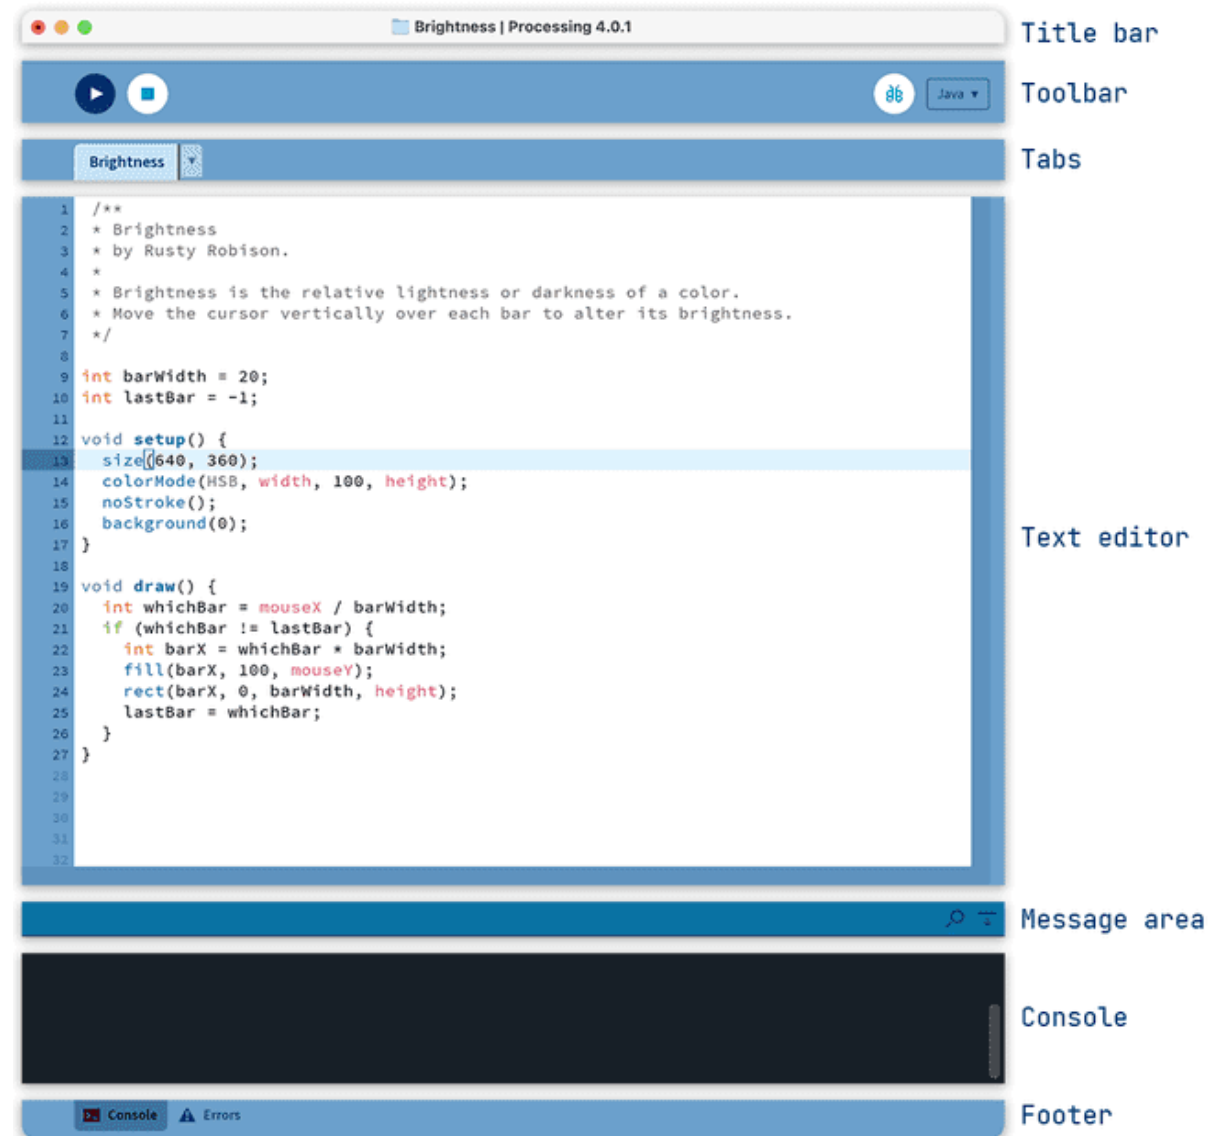 Brightness | Processing 4.0.1
Title bar
Java ▼
Toolbar
Brightness ▼
Tabs
1 /**
2 * Brightness
3 * by Rusty Robison.
4 *
5 * Brightness is the relative lightness or darkness of a color.
6 * Move the cursor vertically over each bar to alter its brightness.
7 */
8
9 int barWidth = 20;
10 int lastBar = -1;
11
12 void setup() {
13 size(640, 360);
14 colorMode(HSB, width, 100, height);
15 noStroke();
16 background(0);
17 }
18
19 void draw() {
20 int whichBar = mouseX / barWidth;
21 if (whichBar != lastBar) {
22 int barX = whichBar * barWidth;
23 fill(barX, 100, mouseY);
24 rect(barX, 0, barWidth, height);
25 lastBar = whichBar;
26 }
27 }
28
29
30
31
32
Text editor
Message area
Console
Console Errors
Footer